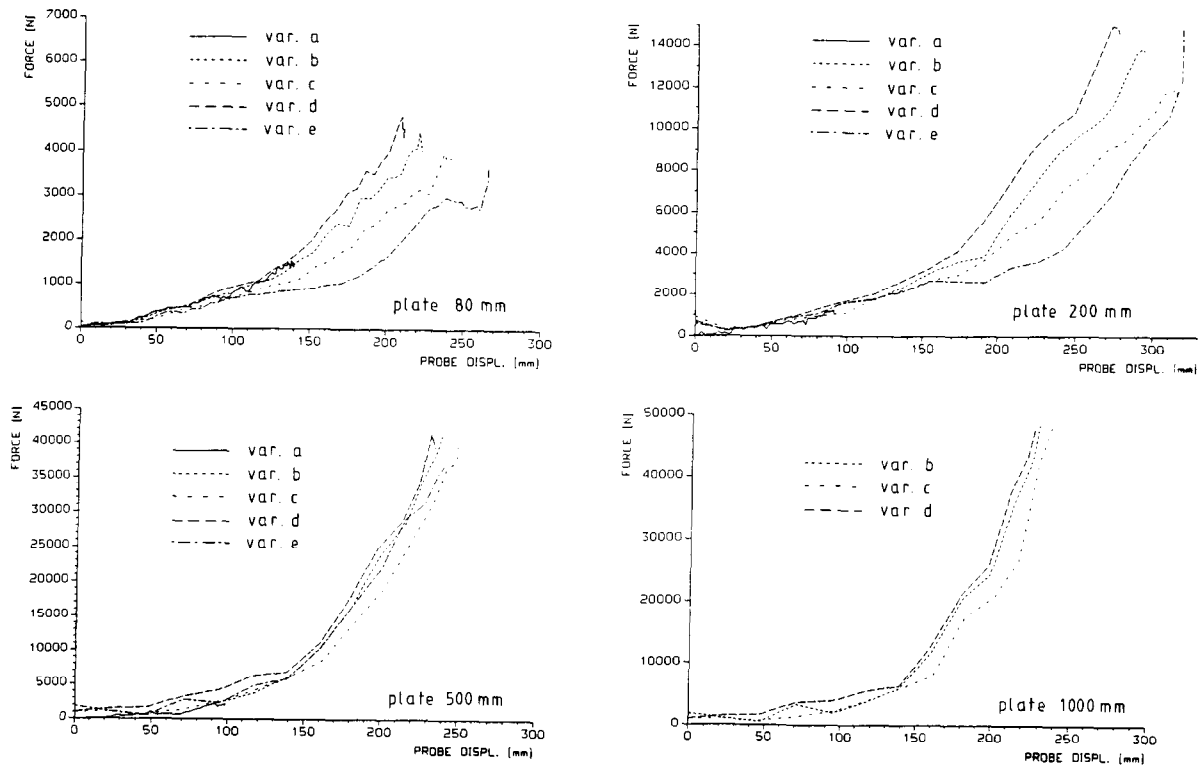 FORCE [N]
7000
6000
5000
4000
3000
2000
1000
0
var. a
var. b
var. c
var. d
var. e
plate 80 mm
0 50 100 150 200 250 300
PROBE DISPL. [mm]
FORCE [N]
14000
12000
10000
8000
6000
4000
2000
0
var. a
var. b
var. c
var. d
var. e
plate 200 mm
0 50 100 150 200 250 300
PROBE DISPL. [mm]
FORCE [N]
45000
40000
35000
30000
25000
20000
15000
10000
5000
0
var. a
var. b
var. c
var. d
var. e
plate 500 mm
0 50 100 150 200 250 300
PROBE DISPL. [mm]
FORCE [N]
50000
40000
30000
20000
10000
0
var. b
var. c
var. d
plate 1000 mm
0 50 100 150 200 250 300
PROBE DISPL. [mm]